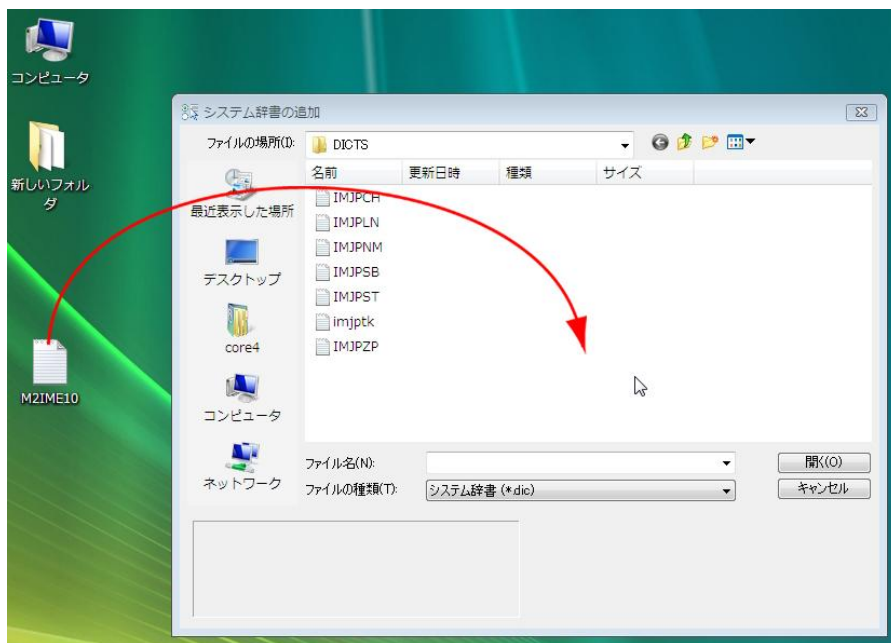 コンピュータ
新しいフォル
ダ
M2IME10
システム辞書の追加
ファイルの場所(I):
DICTS
最近表示した場所
デスクトップ
core4
コンピュータ
ネットワーク
名前 更新日時 種類 サイズ
IMJPCH
IMJPLN
IMJPNM
IMJPSB
IMJPST
imjptk
IMJPZP
ファイル名(N):
開く(O)
ファイルの種類(T):
システム辞書 (*.dic)
キャンセル